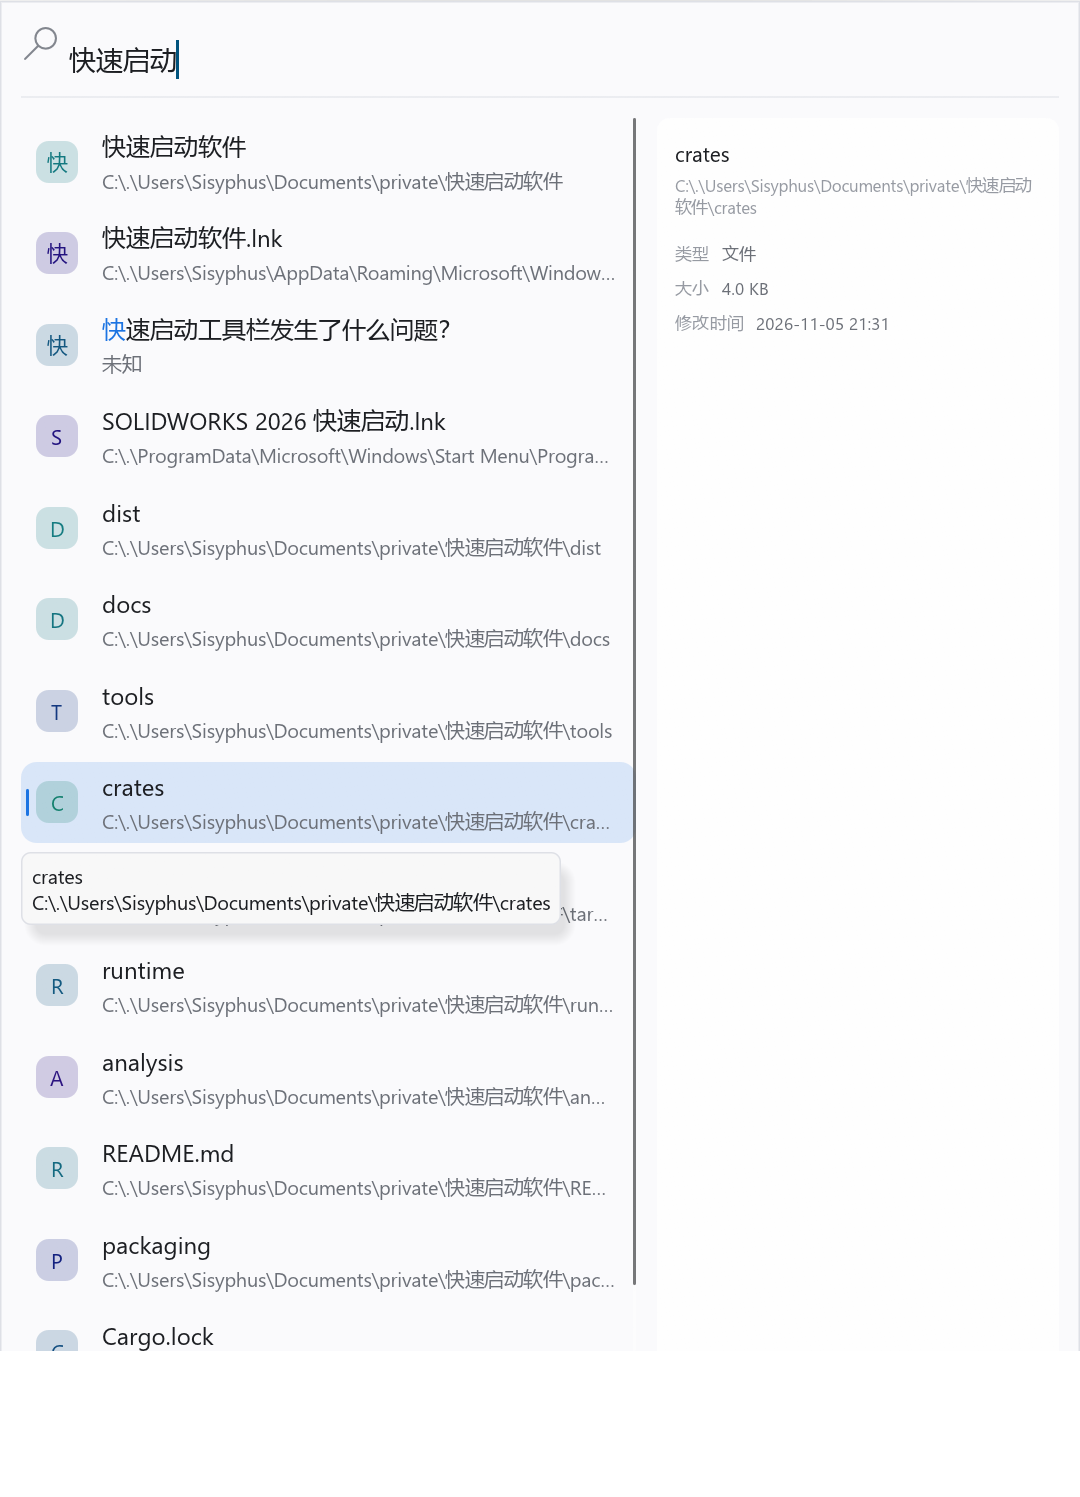 快速启动
快
快速启动软件
C:\.\Users\Sisyphus\Documents\private\快速启动软件
快
快速启动软件.lnk
C:\.\Users\Sisyphus\AppData\Roaming\Microsoft\Window...
快
快速启动工具栏发生了什么问题?
未知
S
SOLIDWORKS 2026 快速启动.lnk
C:\.\ProgramData\Microsoft\Windows\Start Menu\Progra...
D
dist
C:\.\Users\Sisyphus\Documents\private\快速启动软件\dist
D
docs
C:\.\Users\Sisyphus\Documents\private\快速启动软件\docs
T
tools
C:\.\Users\Sisyphus\Documents\private\快速启动软件\tools
C
crates
C:\.\Users\Sisyphus\Documents\private\快速启动软件\cra...
crates
C:\.\Users\Sisyphus\Documents\private\快速启动软件\crates
\tar...
R
runtime
C:\.\Users\Sisyphus\Documents\private\快速启动软件\run...
A
analysis
C:\.\Users\Sisyphus\Documents\private\快速启动软件\an...
R
README.md
C:\.\Users\Sisyphus\Documents\private\快速启动软件\RE...
P
packaging
C:\.\Users\Sisyphus\Documents\private\快速启动软件\pac...
Cargo.lock
crates
C:\.\Users\Sisyphus\Documents\private\快速启动
软件\crates
类型 文件
大小 4.0 KB
修改时间 2026-11-05 21:31